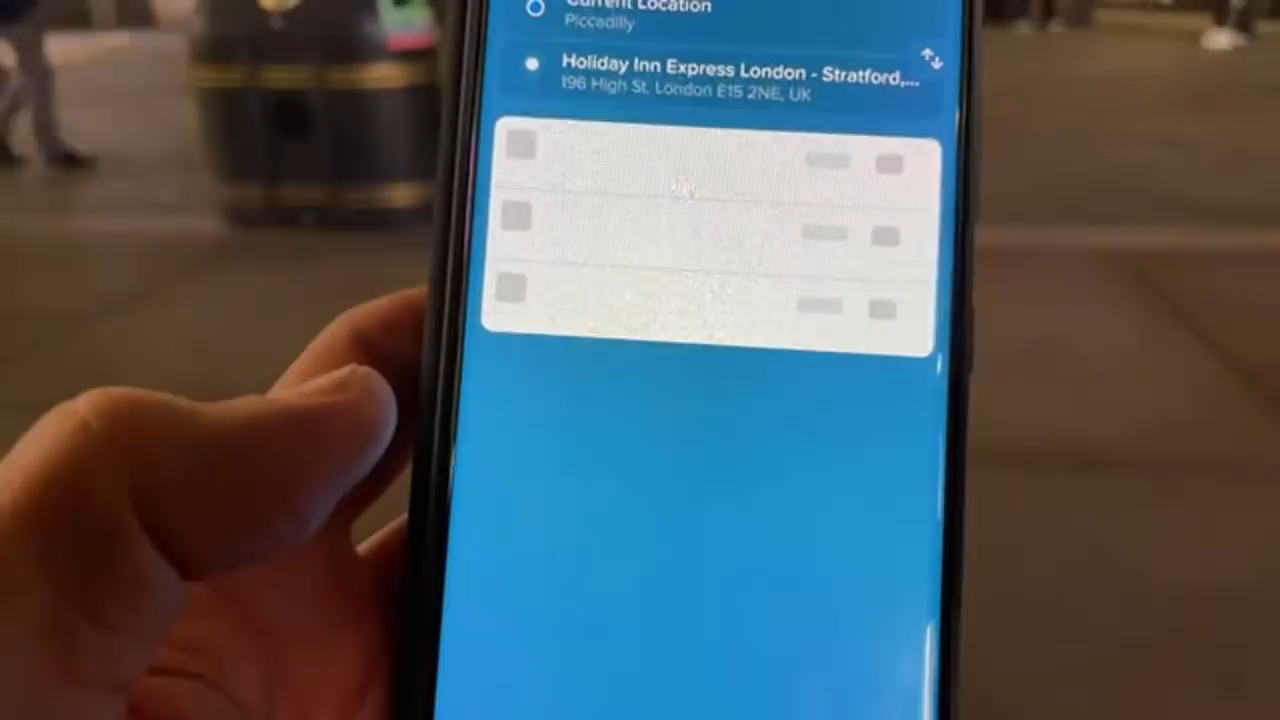 Current Location
Piccadilly
Holiday Inn Express London - Stratford,...
196 High St, London E15 2NE, UK